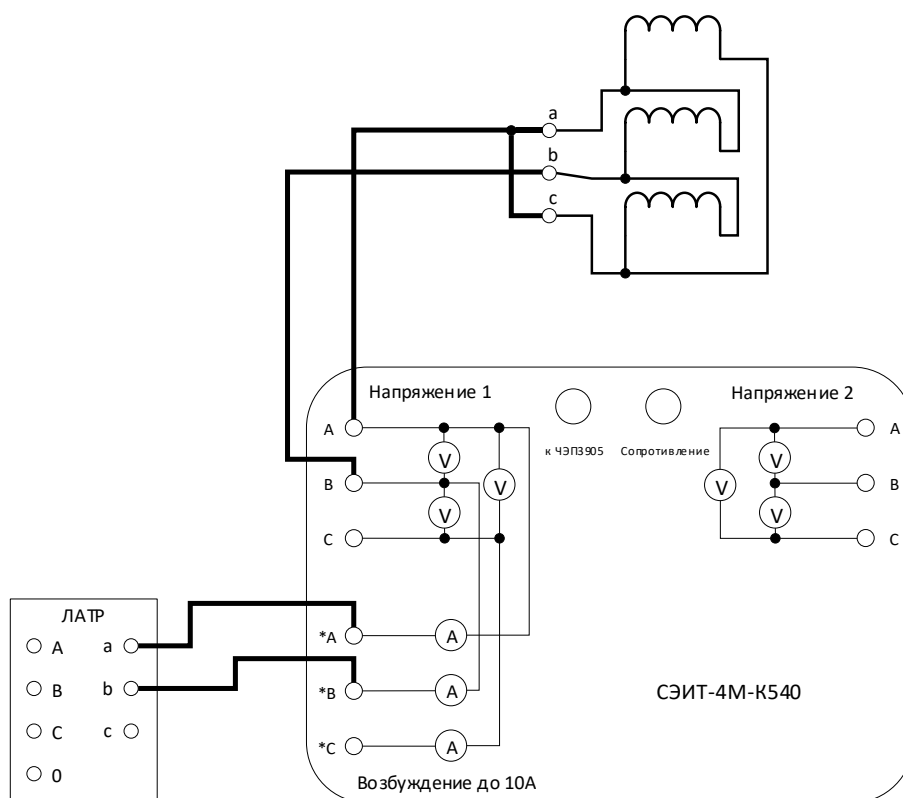 a
b
c
Напряжение 1
Напряжение 2
A
V
к ЧЭП3905
Сопротивление
A
B
V
V
V
V
B
C
V
C
ЛАТР
A
a
*A
A
B
b
*B
A
СЭИТ-4М-К540
C
c
*C
A
0
Возбуждение до 10А